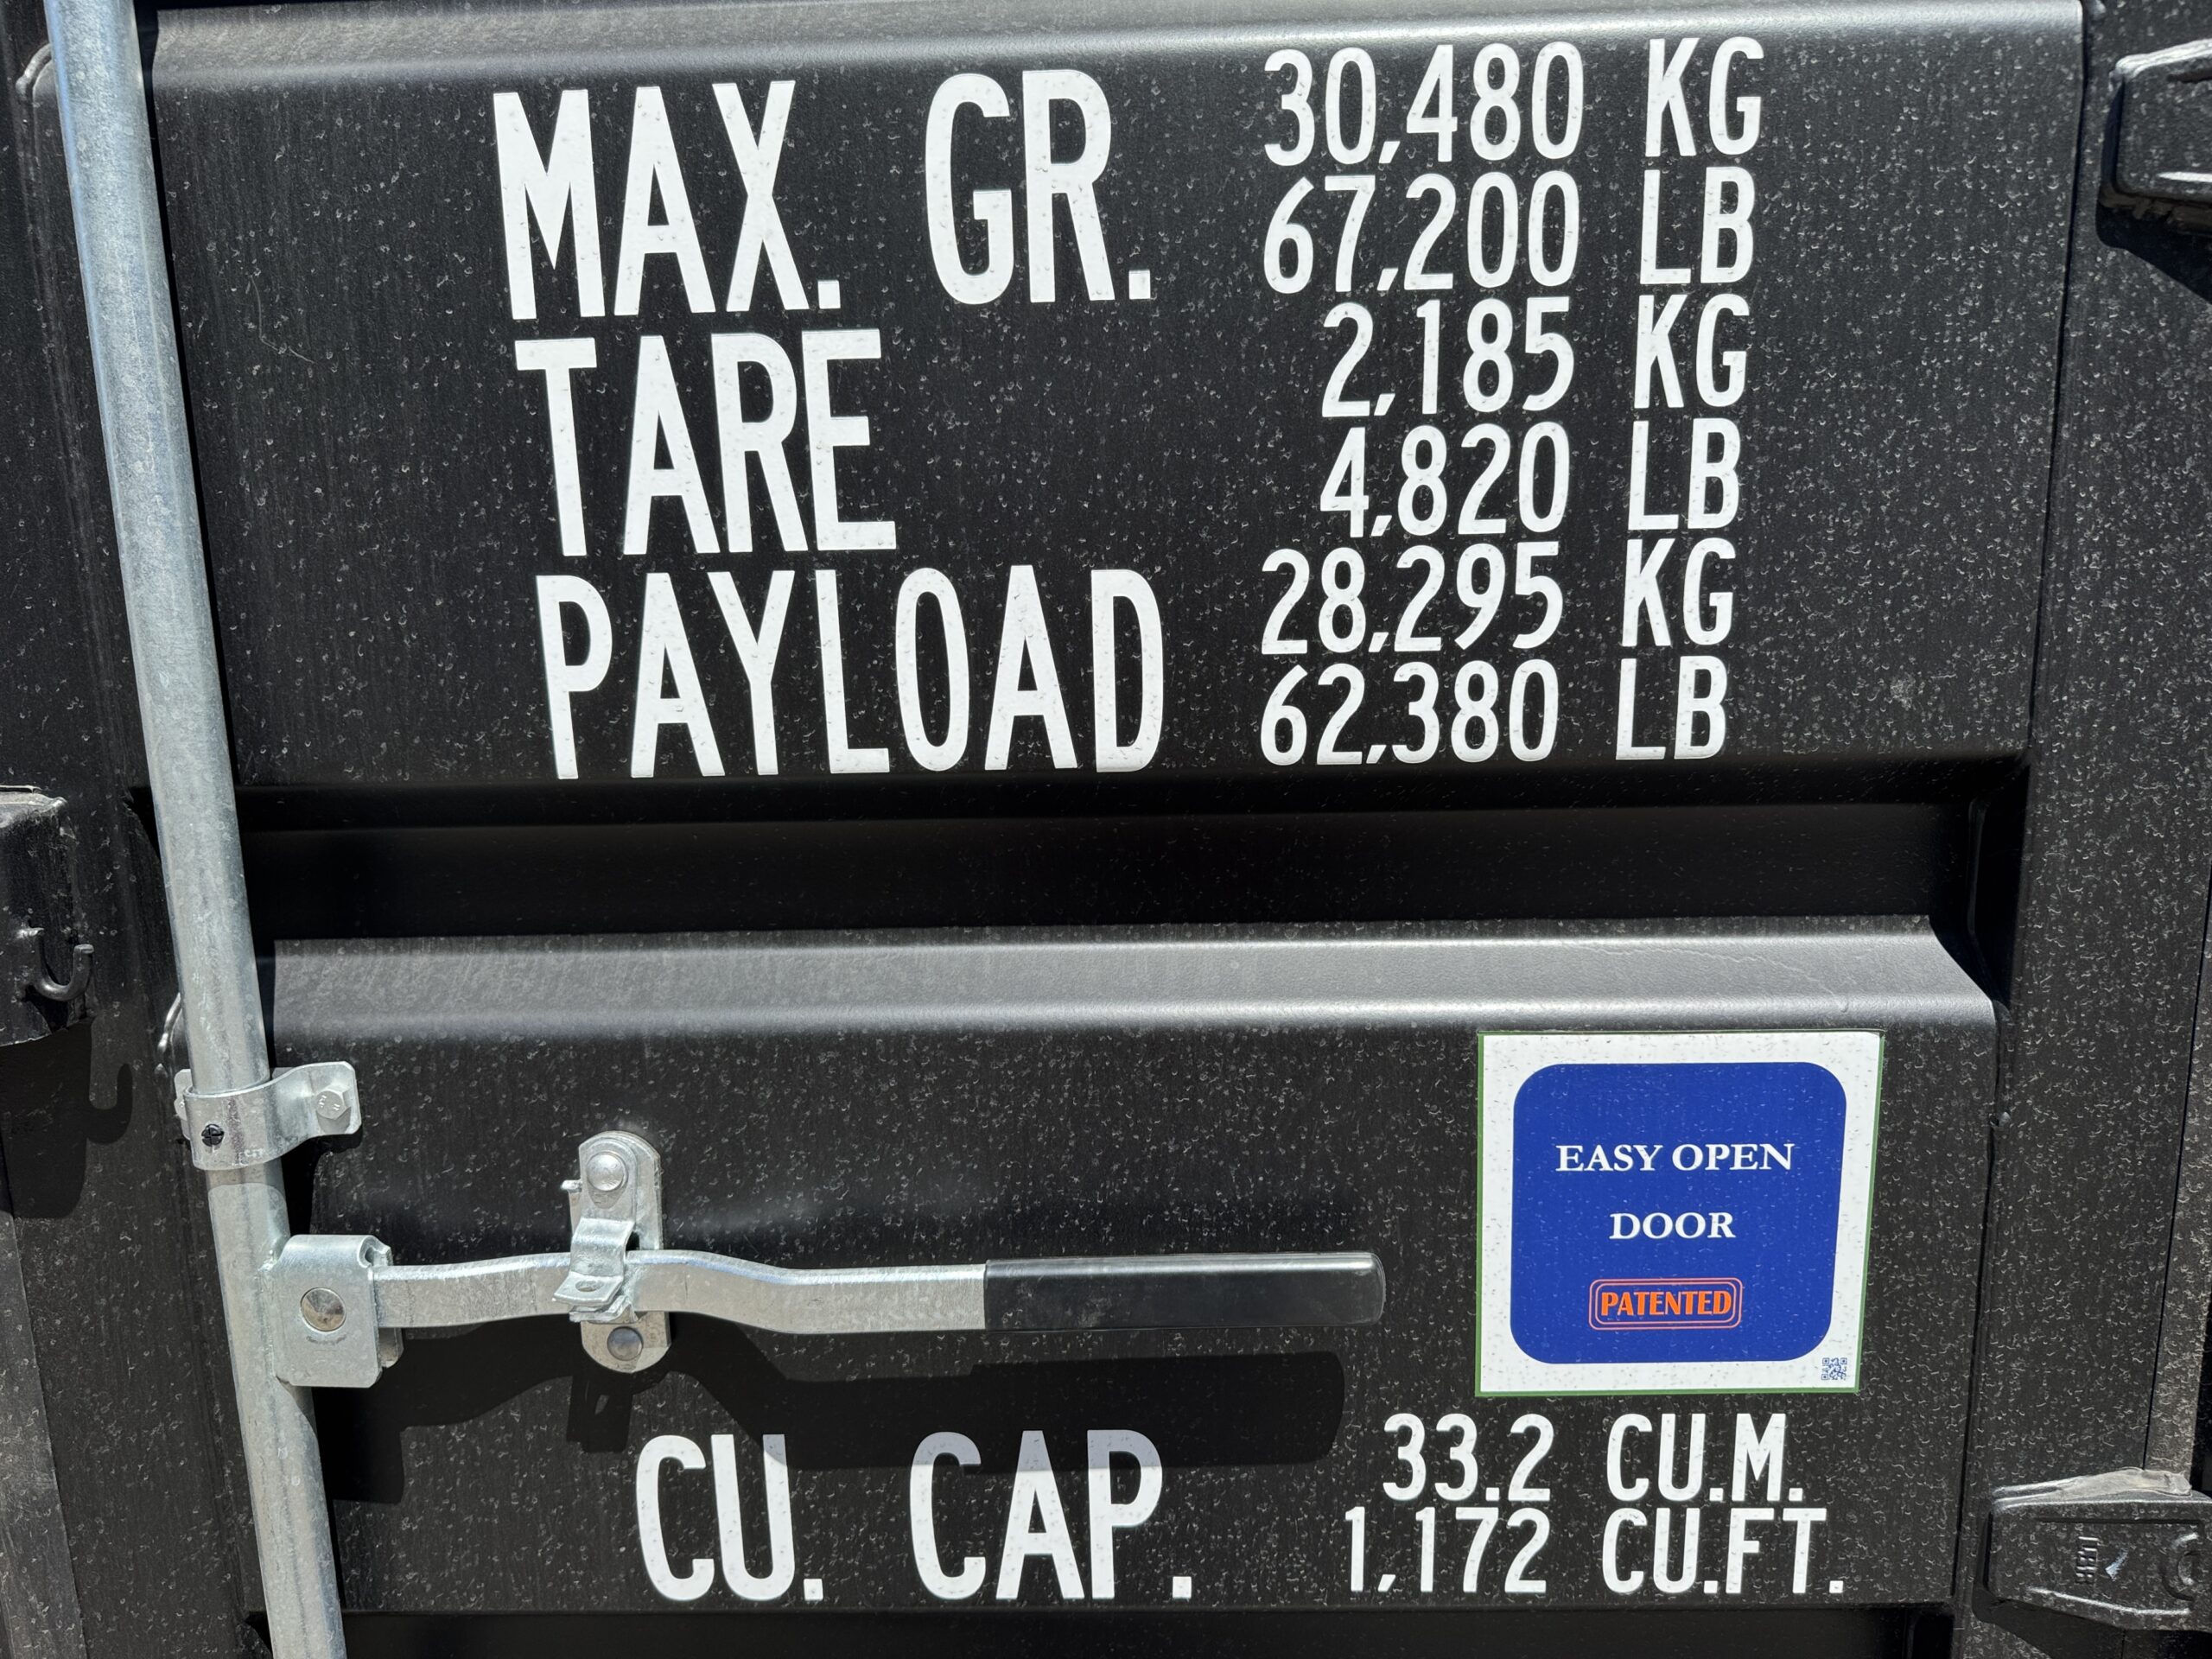 MAX. GR. 30,480 KG
67,200 LB
TARE 2,185 KG
4,820 LB
PAYLOAD 28,295 KG
62,380 LB
EASY OPEN
DOOR
PATENTED
CU. CAP. 33.2 CU.M.
1,172 CU.FT.